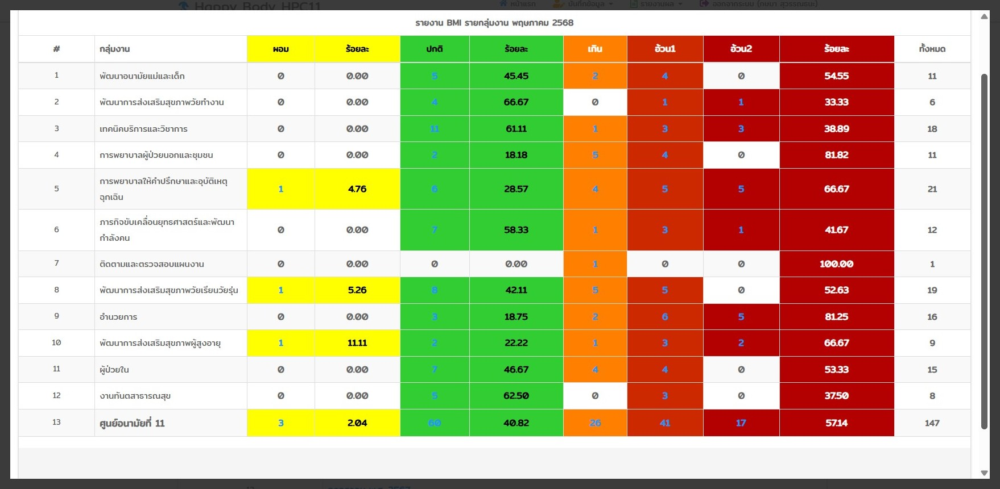 Happy Body HPC11 หน้าแรก บันทึกข้อมูล รายงานผล
รายงาน BMI รายกลุ่มงาน พฤษภาคม 2568
# กลุ่มงาน ผอม ร้อยละ ปกติ ร้อยละ เกิน อ้วน1 อ้วน2 ร้อยละ ทั้งหมด
1 พัฒนาอนามัยแม่และเด็ก 0 0.00 5 45.45 2 4 0 54.55 11
2 พัฒนาการส่งเสริมสุขภาพวัยทำงาน 0 0.00 4 66.67 0 1 1 33.33 6
3 เทคนิคบริการและวิชาการ 0 0.00 11 61.11 1 3 3 38.89 18
4 การพยาบาลผู้ป่วยนอกและชุมชน 0 0.00 2 18.18 5 4 0 81.82 11
5 การพยาบาลให้คำปรึกษาและอุบัติเหตุ
ฉุกเฉิน 1 4.76 6 28.57 4 5 5 66.67 21
6 ภารกิจขับเคลื่อนยุทธศาสตร์และพัฒนา
กำลังคน 0 0.00 7 58.33 1 3 1 41.67 12
7 ติดตามและตรวจสอบแผนงาน 0 0.00 0 0.00 1 0 0 100.00 1
8 พัฒนาการส่งเสริมสุขภาพวัยเรียนวัยรุ่น 1 5.26 8 42.11 5 5 0 52.63 19
9 อำนวยการ 0 0.00 3 18.75 2 6 5 81.25 16
10 พัฒนาการส่งเสริมสุขภาพผู้สูงอายุ 1 11.11 2 22.22 1 3 2 66.67 9
11 ผู้ป่วยใน 0 0.00 7 46.67 4 4 0 53.33 15
12 งานทันตสาธารณสุข 0 0.00 5 62.50 0 3 0 37.50 8
13 ศูนย์อนามัยที่ 11 3 2.04 60 40.82 26 41 17 57.14 147